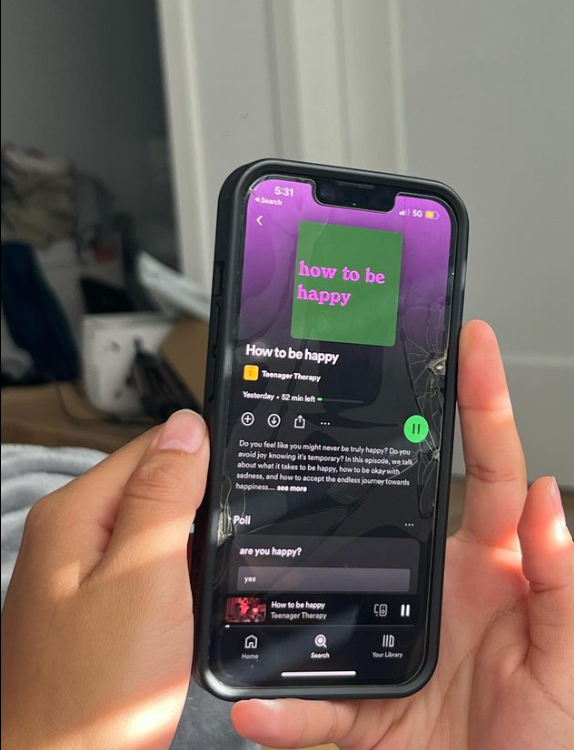 5:31
Search
5G
how to be
happy
How to be happy
Teenager Therapy
Yesterday • 52 min left
Do you feel like you might never be truly happy? Do you
avoid joy knowing it's temporary? In this episode, we talk
about what it takes to be happy, how to be okay with
sadness, and how to accept the endless journey towards
happiness.... see more
Poll
are you happy?
yes
How to be happy
Teenager Therapy
Home
Search
Your Library